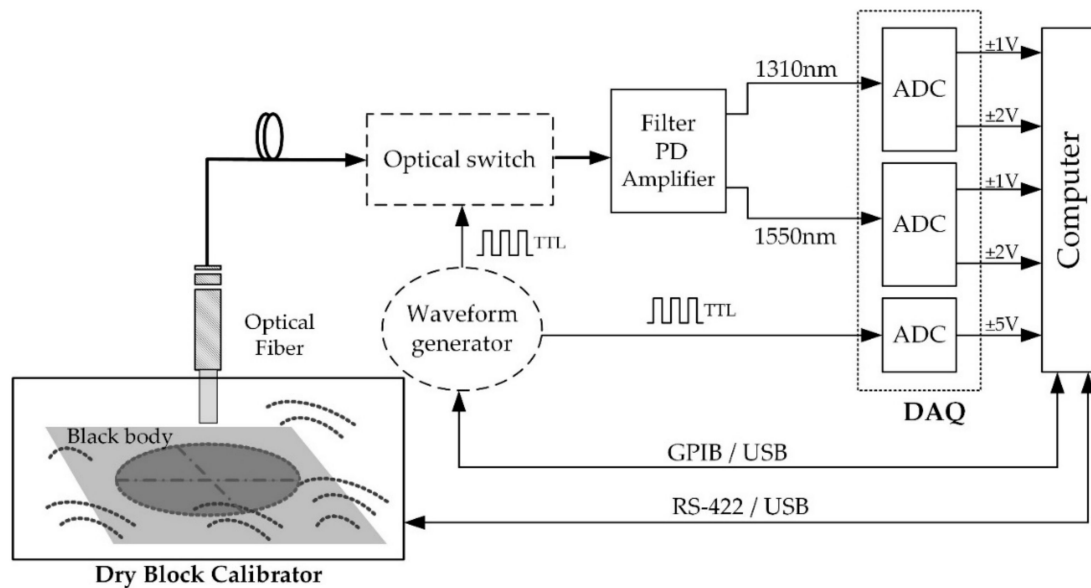 1310nm
ADC
±1V
±2V
Filter
PD
Amplifier
Optical switch
1550nm
ADC
±1V
±2V
Computer
TTL
Optical
Fiber
Waveform
generator
TTL
ADC
±5V
DAQ
Black body
GPIB / USB
RS-422 / USB
Dry Block Calibrator